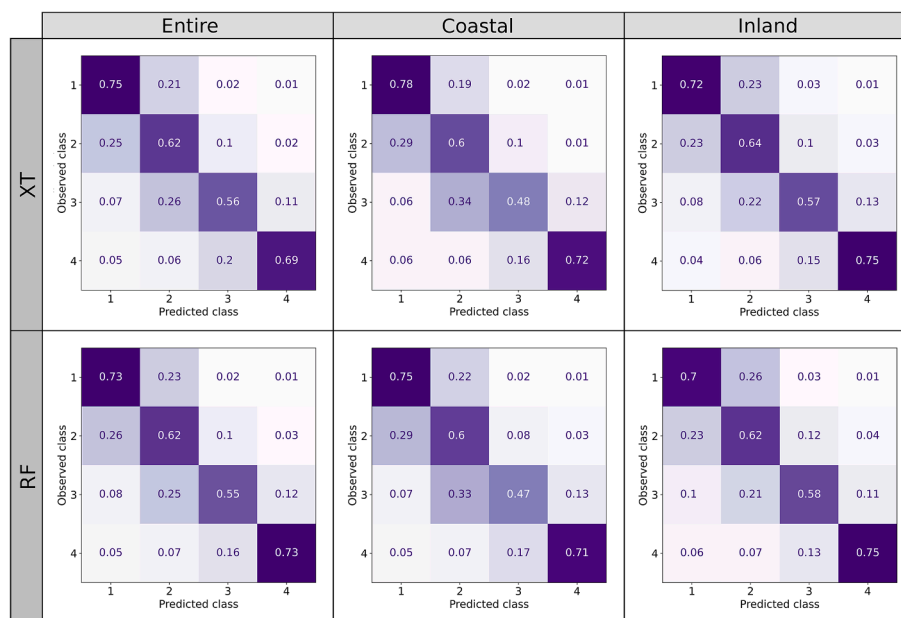 Entire Coastal Inland
XT
Observed class
1 0.75 0.21 0.02 0.01
2 0.25 0.62 0.1 0.02
3 0.07 0.26 0.56 0.11
4 0.05 0.06 0.2 0.69
1 2 3 4
Predicted class
Observed class
1 0.78 0.19 0.02 0.01
2 0.29 0.6 0.1 0.01
3 0.06 0.34 0.48 0.12
4 0.06 0.06 0.16 0.72
1 2 3 4
Predicted class
Observed class
1 0.72 0.23 0.03 0.01
2 0.23 0.64 0.1 0.03
3 0.08 0.22 0.57 0.13
4 0.04 0.06 0.15 0.75
1 2 3 4
Predicted class
RF
Observed class
1 0.73 0.23 0.02 0.01
2 0.26 0.62 0.1 0.03
3 0.08 0.25 0.55 0.12
4 0.05 0.07 0.16 0.73
1 2 3 4
Predicted class
Observed class
1 0.75 0.22 0.02 0.01
2 0.29 0.6 0.08 0.03
3 0.07 0.33 0.47 0.13
4 0.05 0.07 0.17 0.71
1 2 3 4
Predicted class
Observed class
1 0.7 0.26 0.03 0.01
2 0.23 0.62 0.12 0.04
3 0.1 0.21 0.58 0.11
4 0.06 0.07 0.13 0.75
1 2 3 4
Predicted class